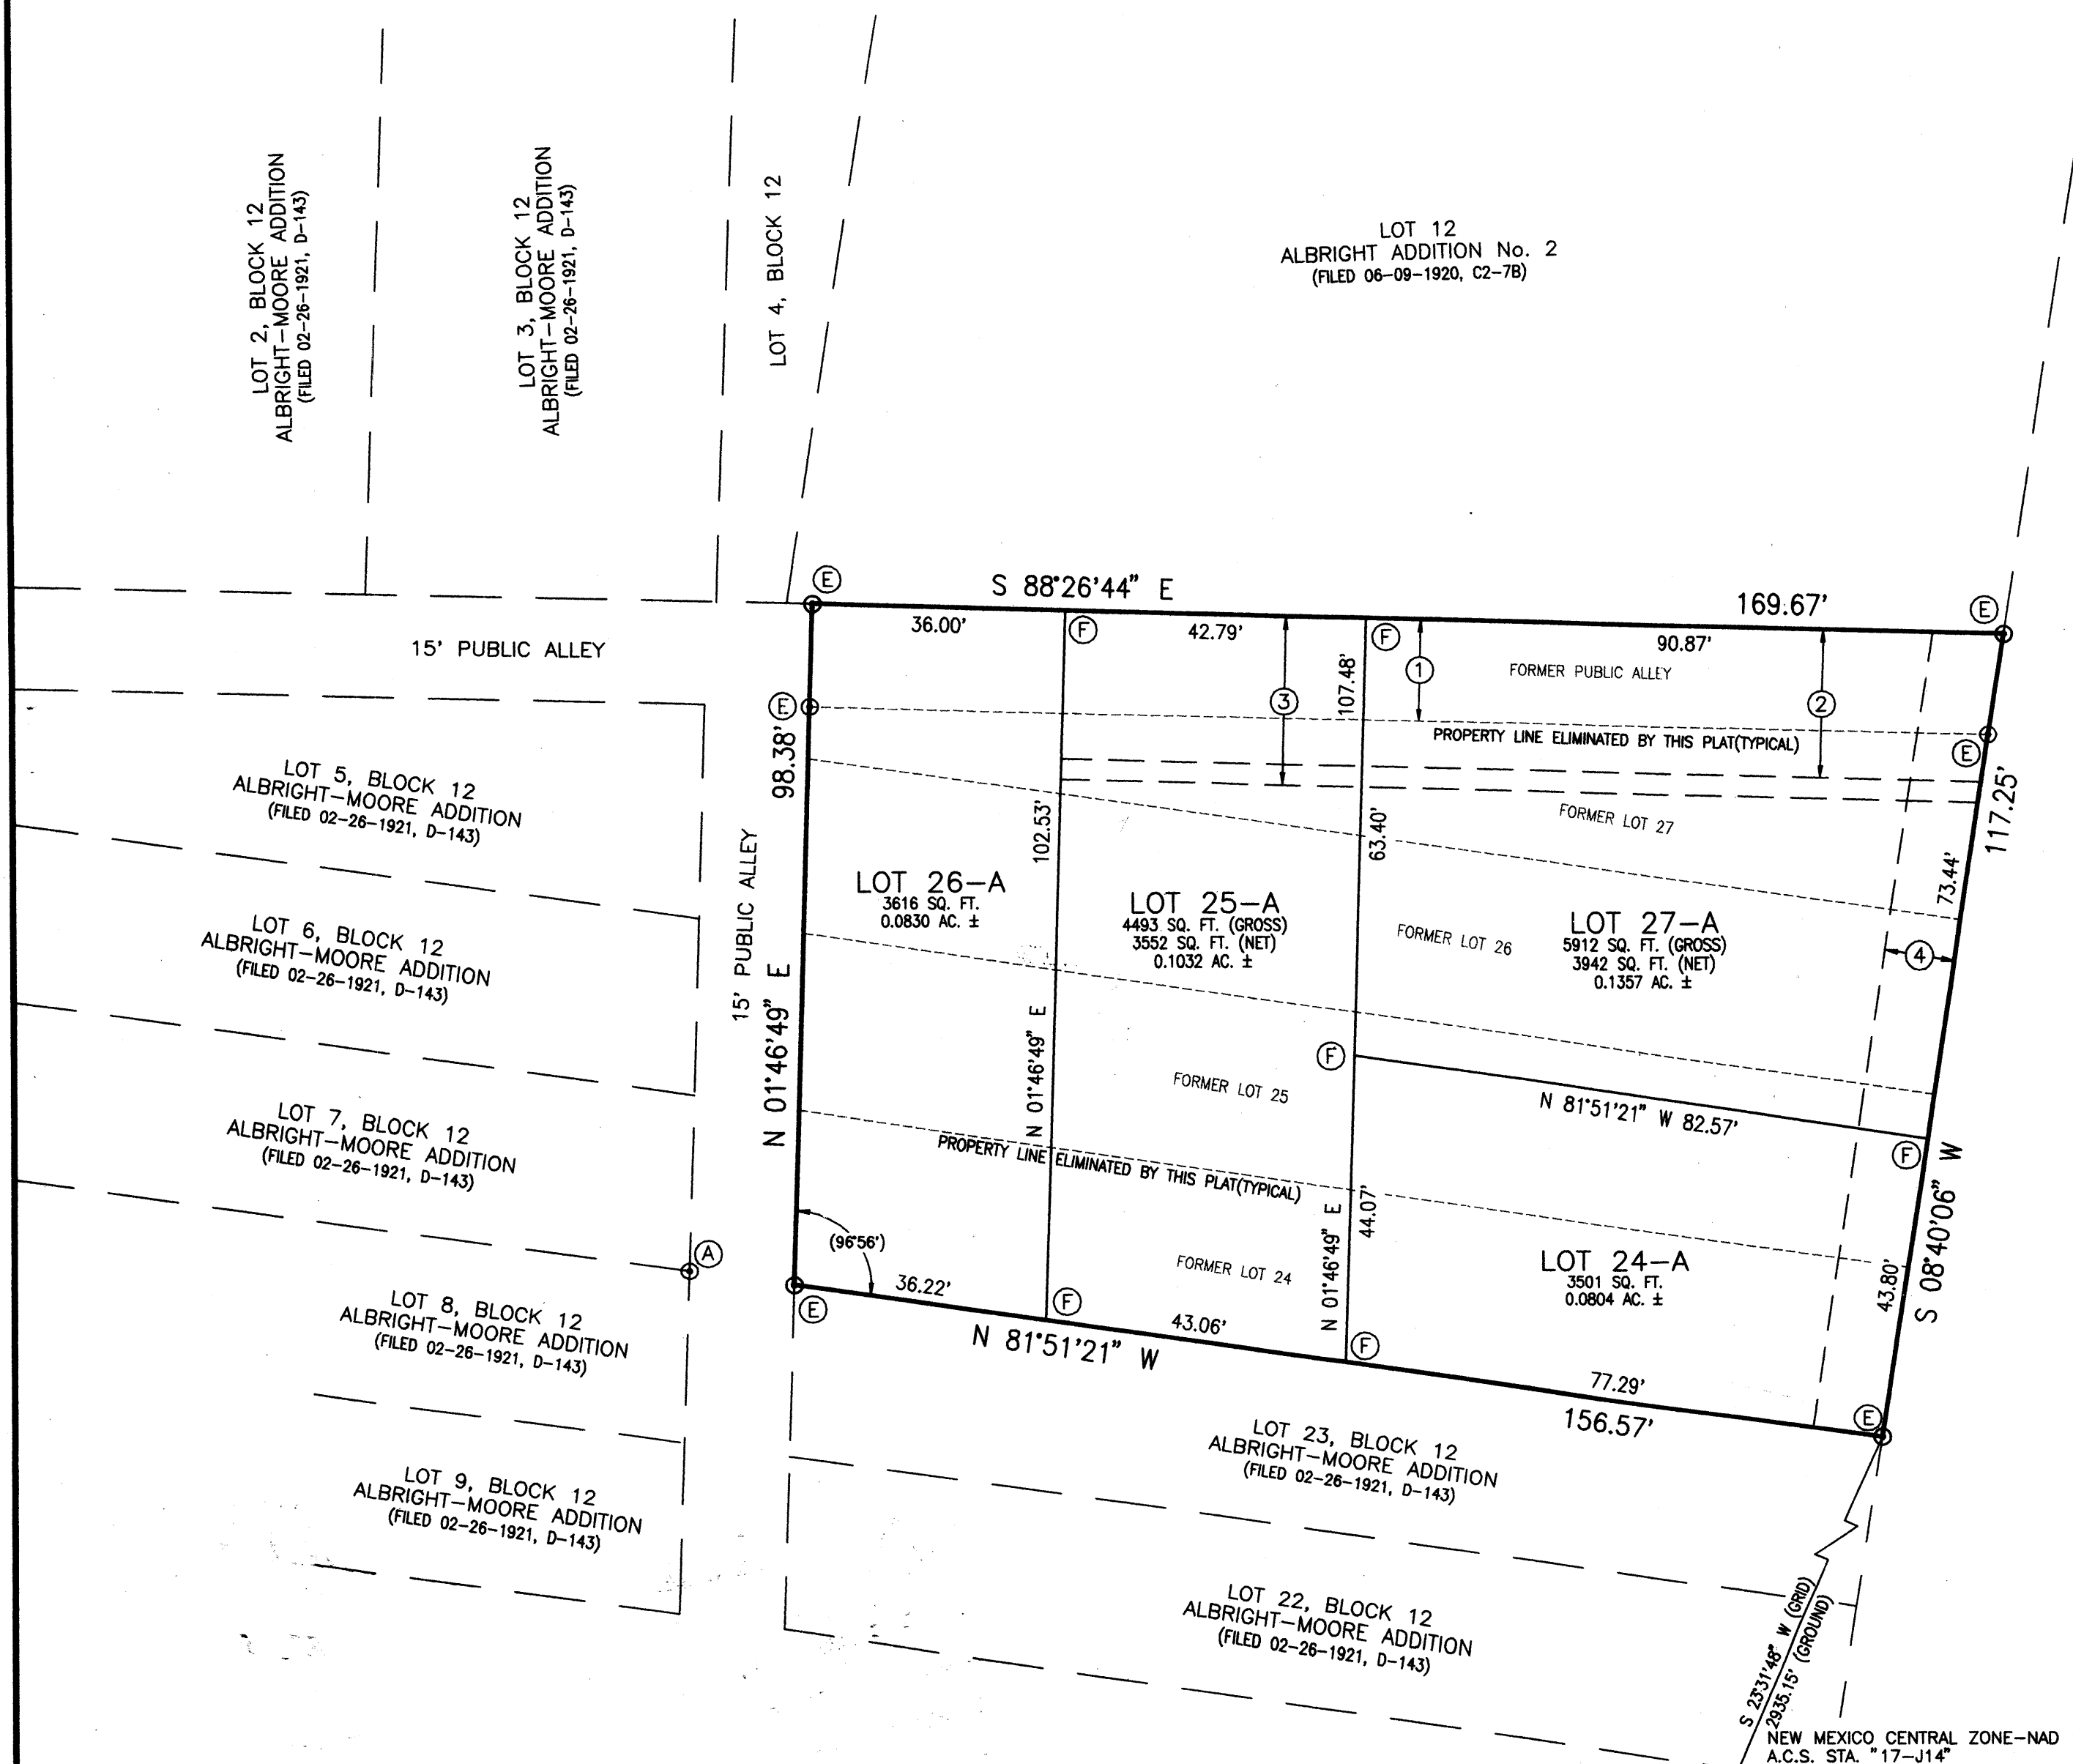 LOT 2, BLOCK 12
ALBRIGHT-MOORE ADDITION
(FILED 02-26-1921, D-143)
LOT 3, BLOCK 12
ALBRIGHT-MOORE ADDITION
(FILED 02-26-1921, D-143)
LOT 4, BLOCK 12
LOT 12
ALBRIGHT ADDITION No. 2
(FILED 06-09-1920, C2-7B)
E
S 88°26'44" E
169.67'
E
36.00'
F
42.79'
F
90.87'
15' PUBLIC ALLEY
1
FORMER PUBLIC ALLEY
107.48'
3
2
E
98.38'
PROPERTY LINE ELIMINATED BY THIS PLAT(TYPICAL)
E
117.25'
LOT 5, BLOCK 12
ALBRIGHT-MOORE ADDITION
(FILED 02-26-1921, D-143)
102.53'
63.40'
FORMER LOT 27
73.44'
15' PUBLIC ALLEY
LOT 26-A
3616 SQ. FT.
0.0830 AC. ±
LOT 25-A
4493 SQ. FT. (GROSS)
3552 SQ. FT. (NET)
0.1032 AC. ±
FORMER LOT 26
LOT 27-A
5912 SQ. FT. (GROSS)
3942 SQ. FT. (NET)
0.1357 AC. ±
4
LOT 6, BLOCK 12
ALBRIGHT-MOORE ADDITION
(FILED 02-26-1921, D-143)
N 01°46'49" E
N 01°46'49" E
F
FORMER LOT 25
N 81°51'21" W 82.57'
F
LOT 7, BLOCK 12
ALBRIGHT-MOORE ADDITION
(FILED 02-26-1921, D-143)
PROPERTY LINE ELIMINATED BY THIS PLAT(TYPICAL)
S 08°40'06" W
44.07'
N 01°46'49" E
(96°56')
A
FORMER LOT 24
LOT 24-A
3501 SQ. FT.
0.0804 AC. ±
43.80'
36.22'
E
F
43.06'
N 81°51'21" W
F
77.29'
156.57'
E
LOT 8, BLOCK 12
ALBRIGHT-MOORE ADDITION
(FILED 02-26-1921, D-143)
LOT 23, BLOCK 12
ALBRIGHT-MOORE ADDITION
(FILED 02-26-1921, D-143)
LOT 9, BLOCK 12
ALBRIGHT-MOORE ADDITION
(FILED 02-26-1921, D-143)
LOT 22, BLOCK 12
ALBRIGHT-MOORE ADDITION
(FILED 02-26-1921, D-143)
S 23°31'48" W (GRID)
2935.15' (GROUND)
NEW MEXICO CENTRAL ZONE-NAD
A.C.S. STA. "17-J14"